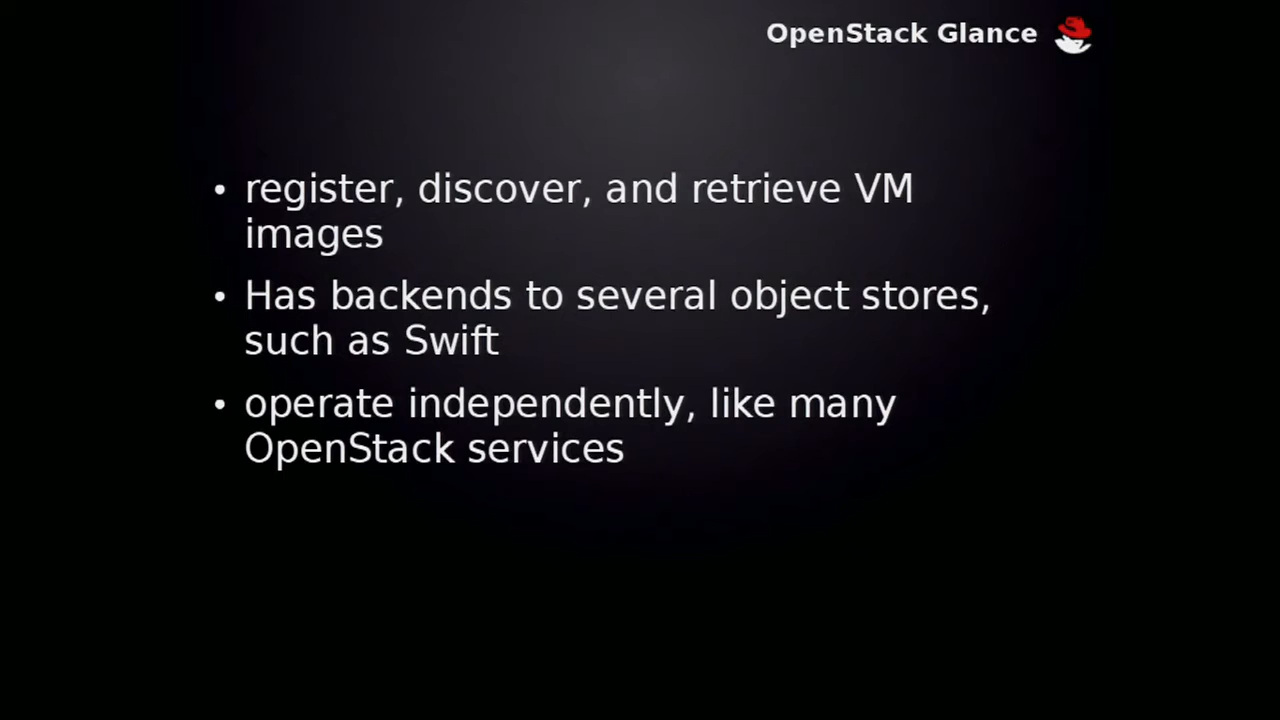 OpenStack Glance
• register, discover, and retrieve VM
images
• Has backends to several object stores,
such as Swift
• operate independently, like many
OpenStack services